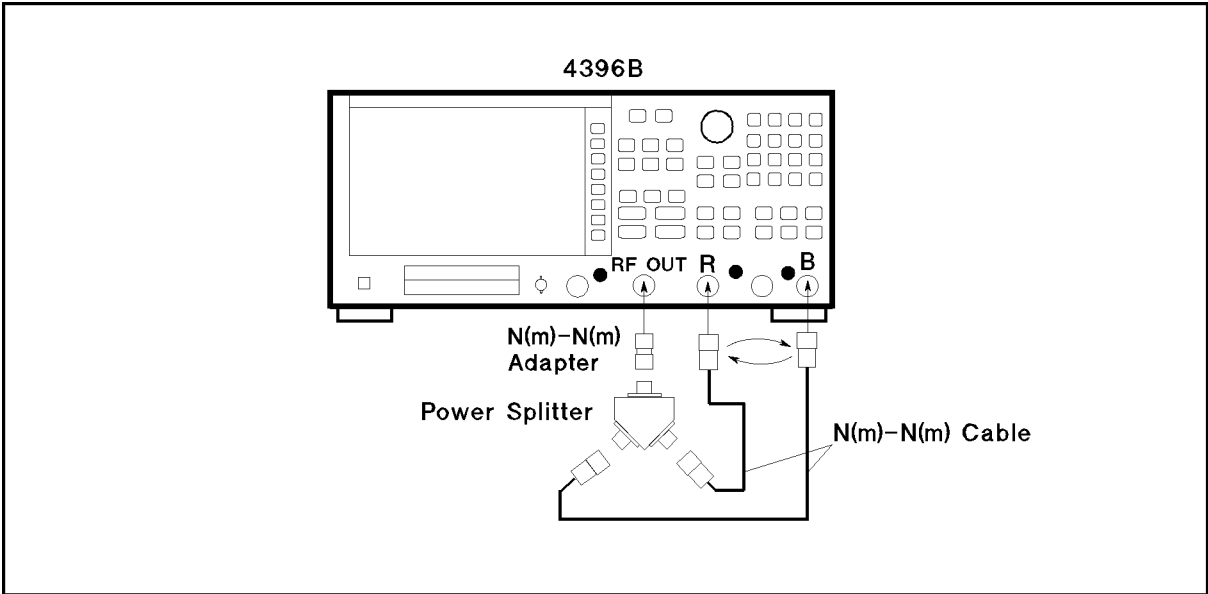 4396B
RF OUT R B
N(m)-N(m)
Adapter
Power Splitter
N(m)-N(m) Cable